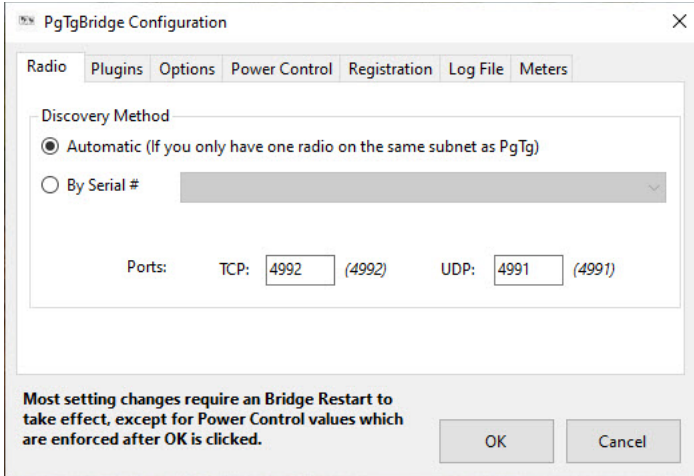 PgTgBridge Configuration
Radio Plugins Options Power Control Registration Log File Meters
Discovery Method
Automatic (If you only have one radio on the same subnet as PgTg)
By Serial #
Ports: TCP: 4992 (4992) UDP: 4991 (4991)
Most setting changes require an Bridge Restart to
take effect, except for Power Control values which
are enforced after OK is clicked.
OK Cancel